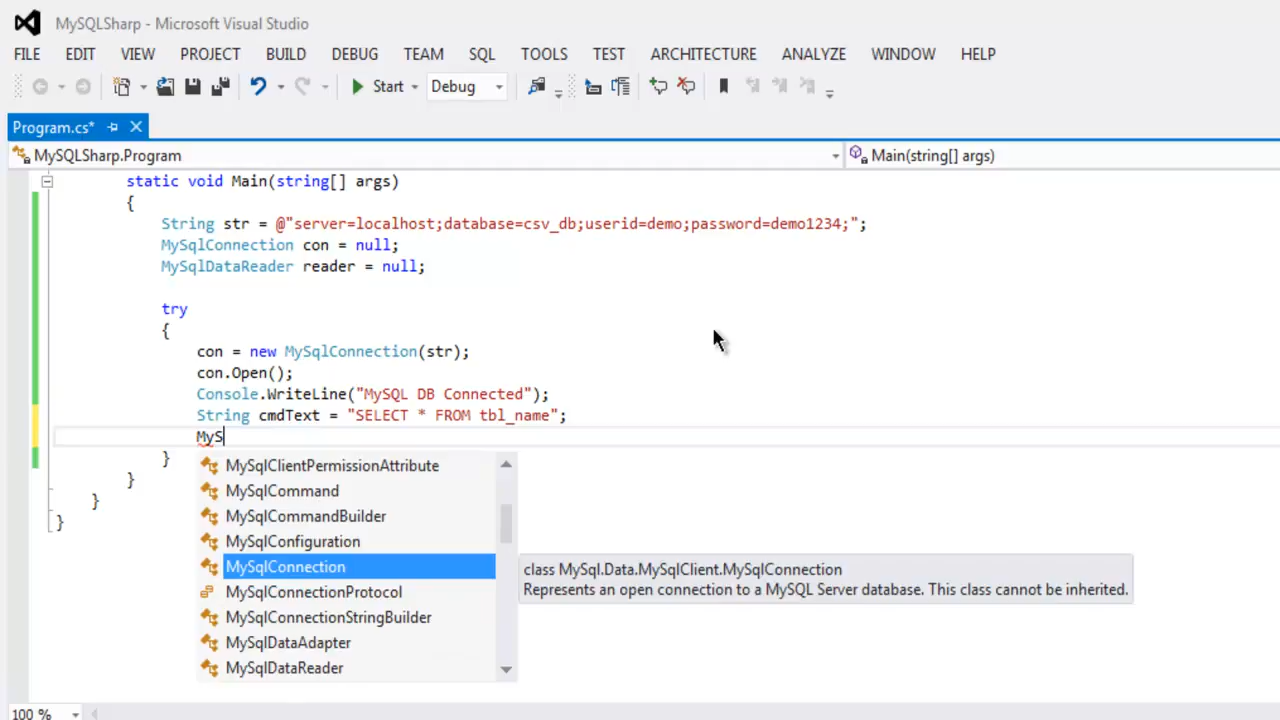 MySQLSharp - Microsoft Visual Studio
FILE EDIT VIEW PROJECT BUILD DEBUG TEAM SQL TOOLS TEST ARCHITECTURE ANALYZE WINDOW HELP
Start Debug
Program.cs*
MySQLSharp.Program Main(string[] args)
static void Main(string[] args)
{
String str = @"server=localhost;database=csv_db;userid=demo;password=demo1234;";
MySqlConnection con = null;
MySqlDataReader reader = null;
try
{
con = new MySqlConnection(str);
con.Open();
Console.WriteLine("MySQL DB Connected");
String cmdText = "SELECT * FROM tbl_name";
MyS
}
}
}
}
MySqlClientPermissionAttribute
MySqlCommand
MySqlCommandBuilder
MySqlConfiguration
MySqlConnection
MySqlConnectionProtocol
MySqlConnectionStringBuilder
MySqlDataAdapter
MySqlDataReader
class MySql.Data.MySqlClient.MySqlConnection
Represents an open connection to a MySQL Server database. This class cannot be inherited.
100 %